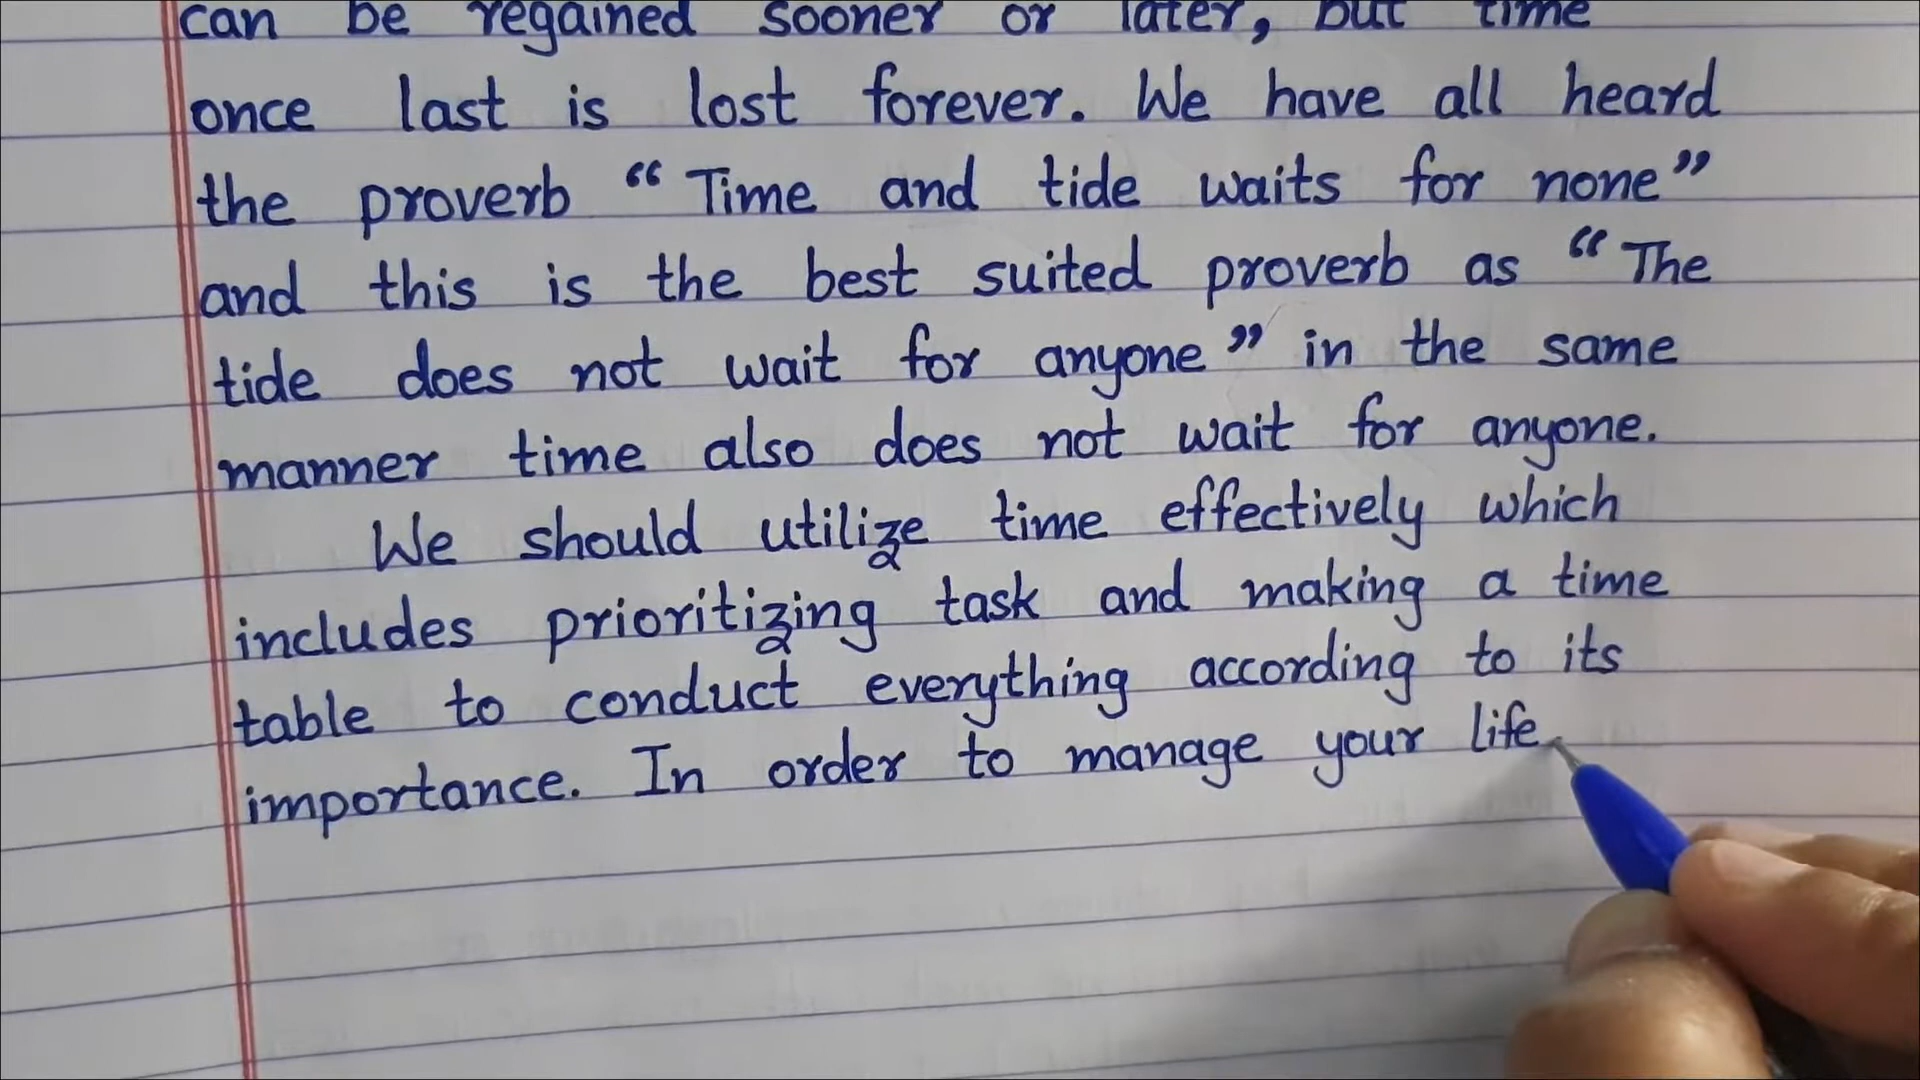 can be regained sooner or later, but time
once last is lost forever. We have all heard
the proverb “Time and tide waits for none”
and this is the best suited proverb as “The
tide does not wait for anyone” in the same
manner time also does not wait for anyone.
We should utilize time effectively which
includes prioritizing task and making a time
table to conduct everything according to its
importance. In order to manage your life